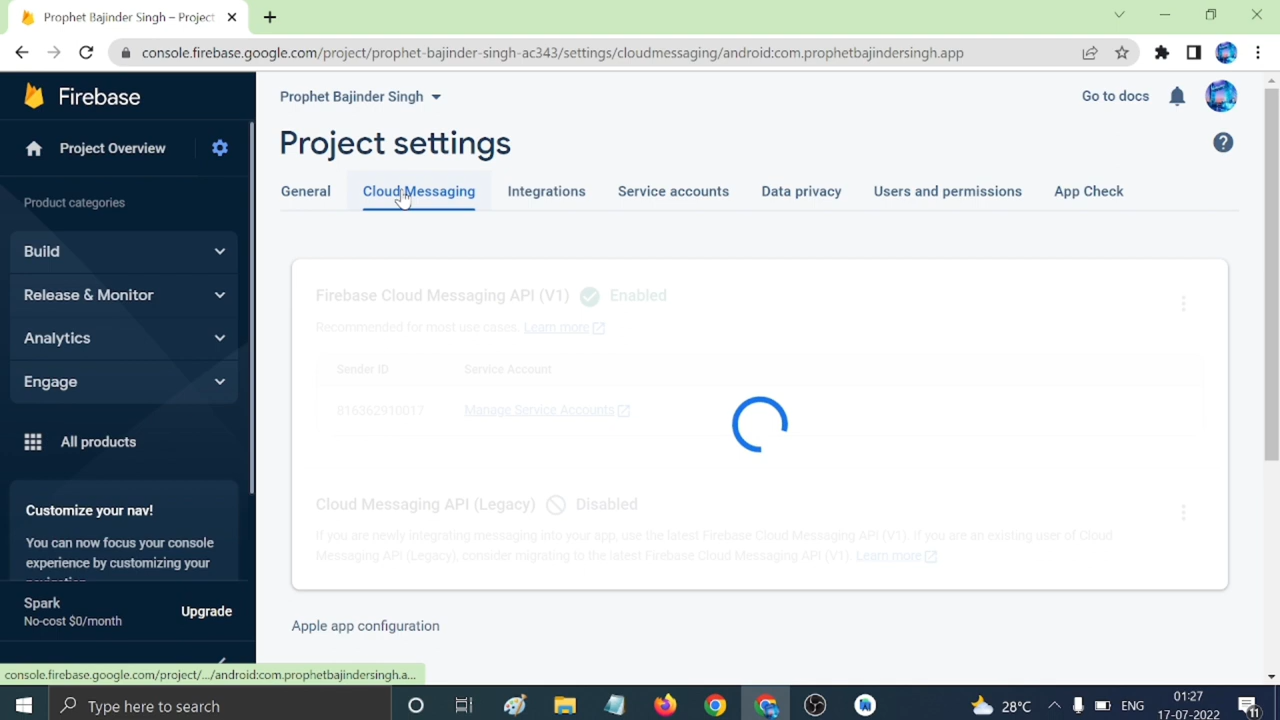 Prophet Bajinder Singh – Project
console.firebase.google.com/project/prophet-bajinder-singh-ac343/settings/cloudmessaging/android:com.prophetbajindersingh.app
Firebase
Prophet Bajinder Singh
Go to docs
Project Overview
Project settings
General
Cloud Messaging
Integrations
Service accounts
Data privacy
Users and permissions
App Check
Product categories
Build
Release & Monitor
Analytics
Engage
All products
Customize your nav!
You can now focus your console
experience by customizing your
Spark
No-cost $0/month
Upgrade
Firebase Cloud Messaging API (V1) Enabled
Recommended for most use cases. Learn more
Sender ID
Service Account
816362910017
Manage Service Accounts
Cloud Messaging API (Legacy) Disabled
If you are newly integrating messaging into your app, use the latest Firebase Cloud Messaging API (V1). If you are an existing user of Cloud
Messaging API (Legacy), consider migrating to the latest Firebase Cloud Messaging API (V1). Learn more
Apple app configuration
console.firebase.google.com/project/.../android:com.prophetbajindersingh.a...
Type here to search
28°C
ENG
01:27
17-07-2022
11